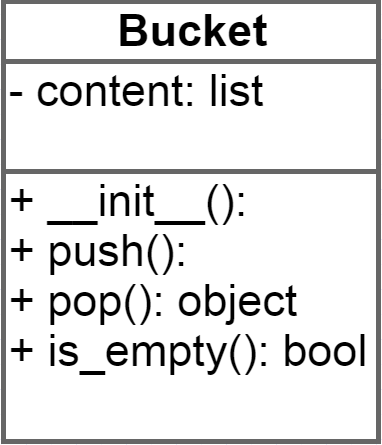 Bucket
- content: list
+ __init__():
+ push():
+ pop(): object
+ is_empty(): bool